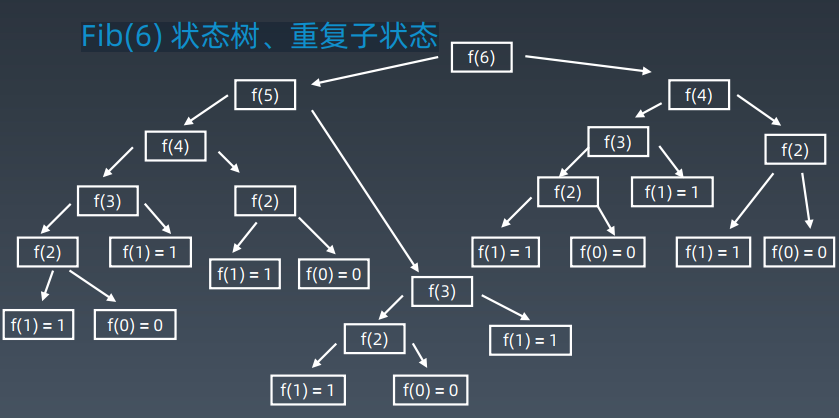 Fib(6) 状态树、重复子状态
f(6)
f(5)
f(4)
f(4)
f(3)
f(2)
f(3)
f(2)
f(2)
f(1) = 1
f(2)
f(1) = 1
f(1) = 1
f(0) = 0
f(1) = 1
f(0) = 0
f(1) = 1
f(0) = 0
f(3)
f(1) = 1
f(0) = 0
f(2)
f(1) = 1
f(1) = 1
f(0) = 0